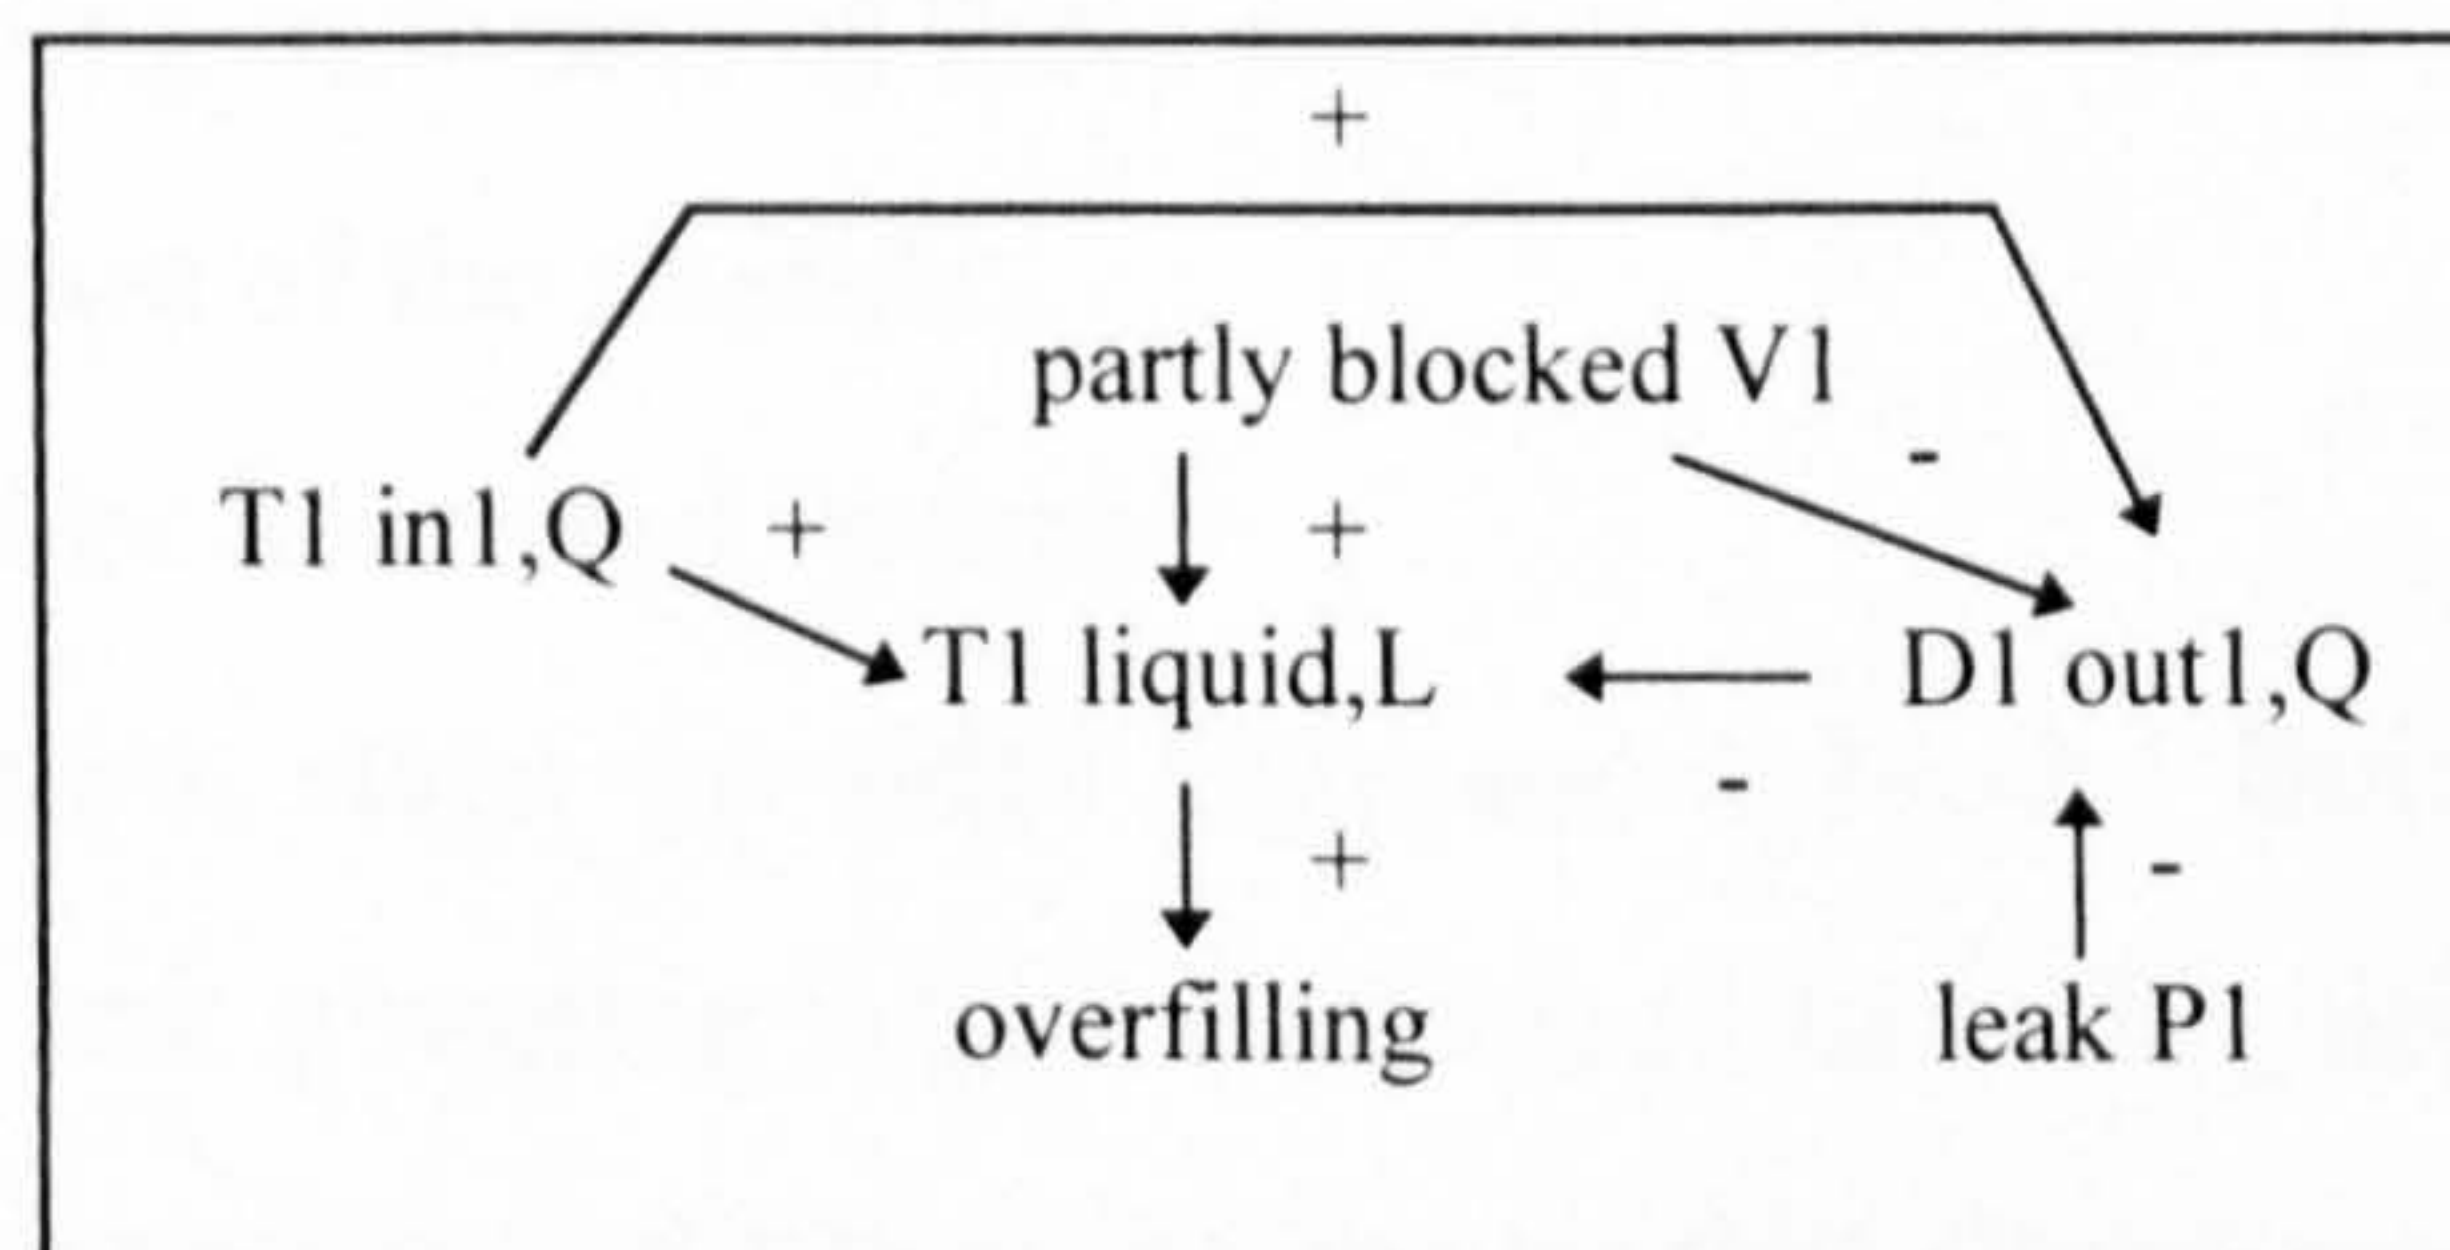 +
partly blocked V1
-
T1 in1,Q + +
T1 liquid,L D1 out1,Q
-
+ -
overfilling leak P1